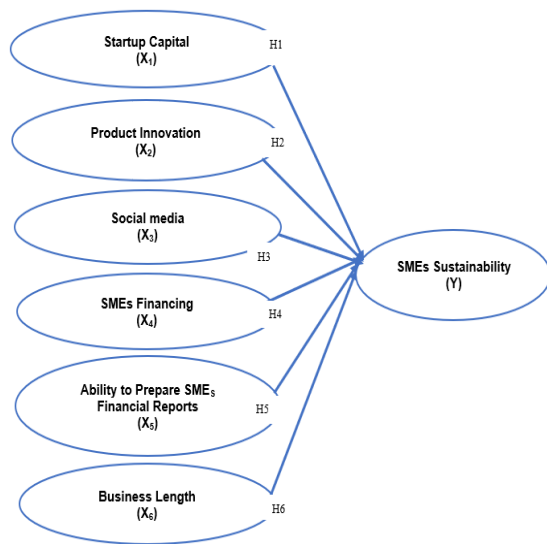 Startup Capital
(X₁)
H1
Product Innovation
(X₂)
H2
Social media
(X₃)
H3
SMEs Sustainability
(Y)
SMEs Financing
(X₄)
H4
Ability to Prepare SMEs
Financial Reports
(X₅)
H5
Business Length
(X₆)
H6